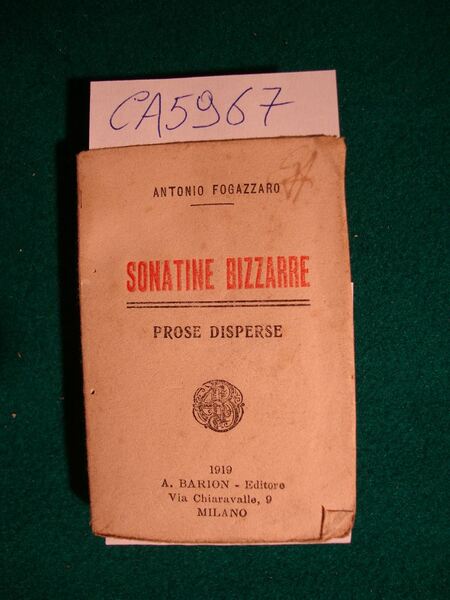 CA5967
ANTONIO FOGAZZARO
SONATINE BIZZARRE
PROSE DISPERSE
1919
A. BARION - Editore
Via Chiaravalle, 9
MILANO